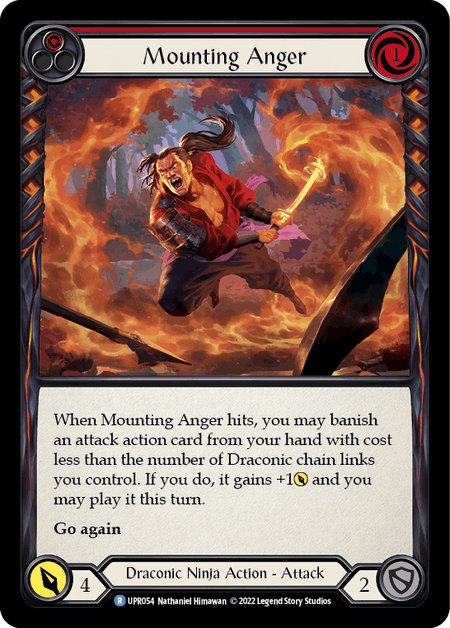 Mounting Anger
1
When Mounting Anger hits, you may banish
an attack action card from your hand with cost
less than the number of Draconic chain links
you control. If you do, it gains +1 and you
may play it this turn.
Go again
4
Draconic Ninja Action - Attack
2
R UPR054 Nathaniel Himawan © 2022 Legend Story Studios